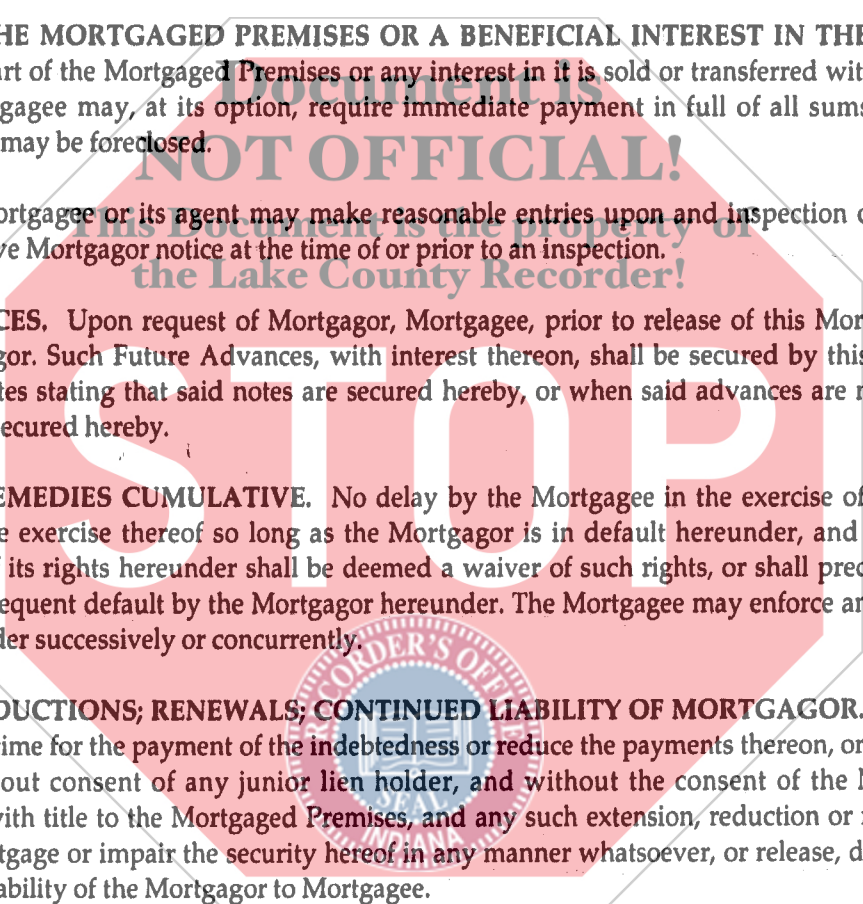 HE MORTGAGED PREMISES OR A BENEFICIAL INTEREST IN THE
art of the Mortgaged Premises or any interest in it is sold or transferred wit
Document is
gagee may, at its option, require immediate payment in full of all sums
may be foreclosed.
NOT OFFICIAL!
ortgagee or its agent may make reasonable entries upon and inspection o
This Document is the property of
ve Mortgagor notice at the time of or prior to an inspection.
the Lake County Recorder!
CES. Upon request of Mortgagor, Mortgagee, prior to release of this Mor
gor. Such Future Advances, with interest thereon, shall be secured by this
tes stating that said notes are secured hereby, or when said advances are
ecured hereby.
STOP
EMEDIES CUMULATIVE. No delay by the Mortgagee in the exercise of
e exercise thereof so long as the Mortgagor is in default hereunder, and
its rights hereunder shall be deemed a waiver of such rights, or shall prec
equent default by the Mortgagor hereunder. The Mortgagee may enforce an
der successively or concurrently.
RECORDER'S OFFICE
DUCTIONS; RENEWALS; CONTINUED LIABILITY OF MORTGAGOR.
time for the payment of the indebtedness or reduce the payments thereon, or
out consent of any junior lien holder, and without the consent of the
SEAL
with title to the Mortgaged Premises, and any such extension, reduction or
INDIANA
tgage or impair the security hereof in any manner whatsoever, or release, d
ability of the Mortgagor to Mortgagee.